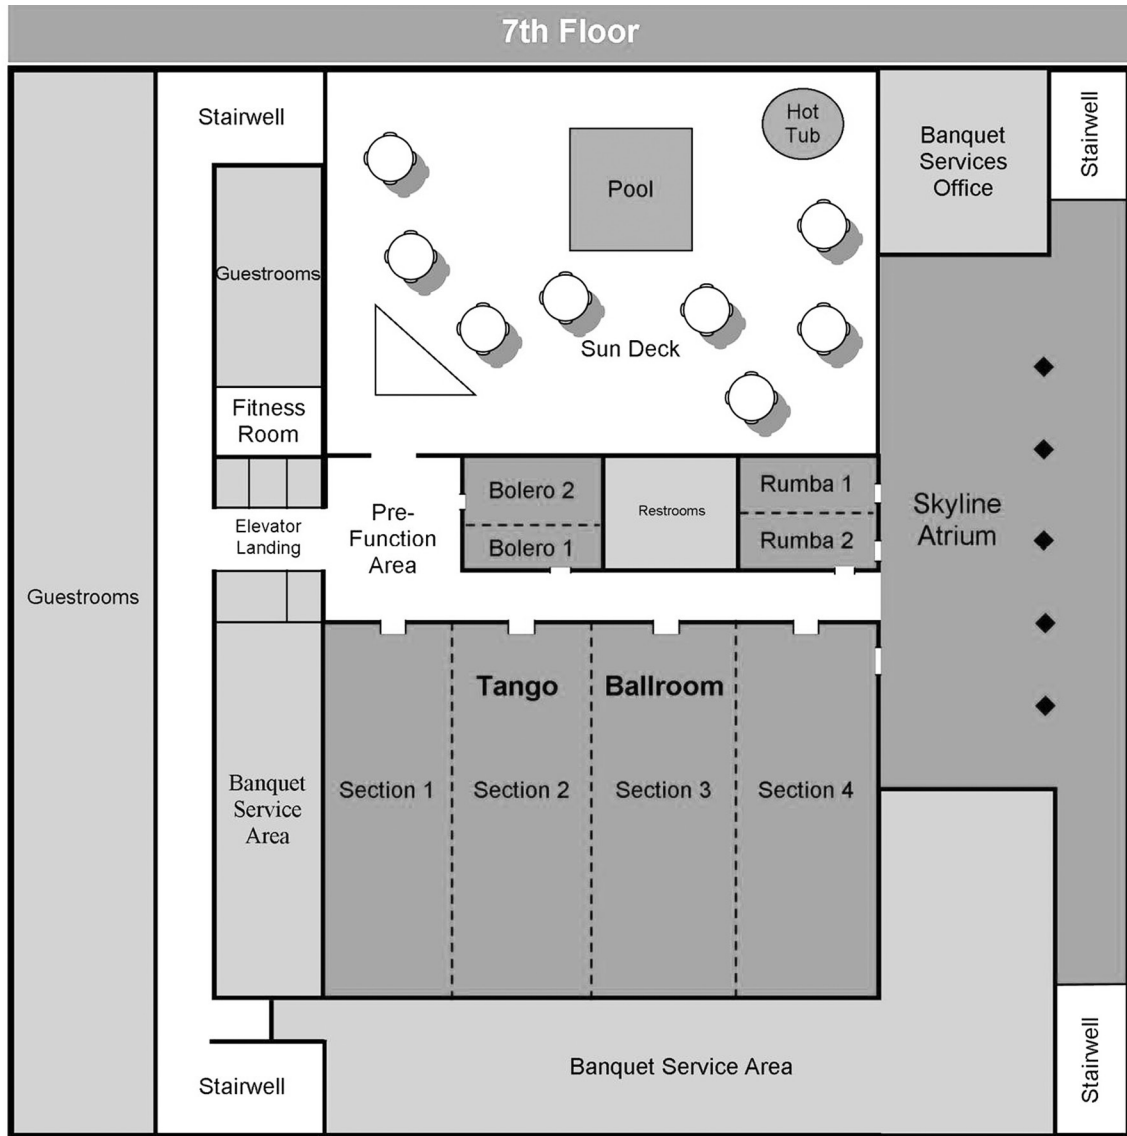 7th Floor
Stairwell
Hot
Tub
Banquet
Services
Office
Stairwell
Pool
Guestrooms
Sun Deck
Fitness
Room
Bolero 2
Rumba 1
Restrooms
Skyline
Atrium
Pre-
Function
Area
Elevator
Landing
Bolero 1
Rumba 2
Guestrooms
Tango Ballroom
Banquet
Service
Area
Section 1
Section 2
Section 3
Section 4
Banquet Service Area
Stairwell
Stairwell